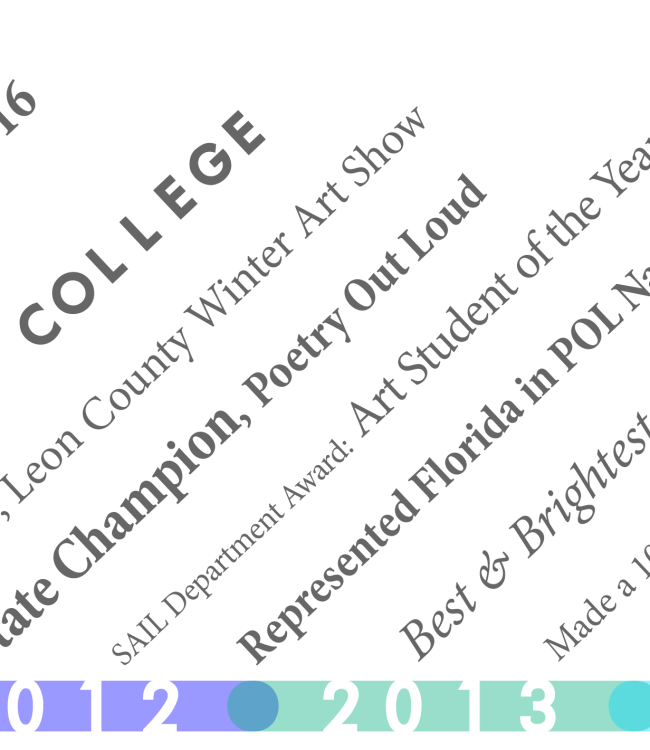 16
COLLEGE
, Leon County Winter Art Show
tate Champion, Poetry Out Loud
SAIL Department Award: Art Student of the Year
Represented Florida in POL Na
Best & Brightest
Made a 1
012 2013